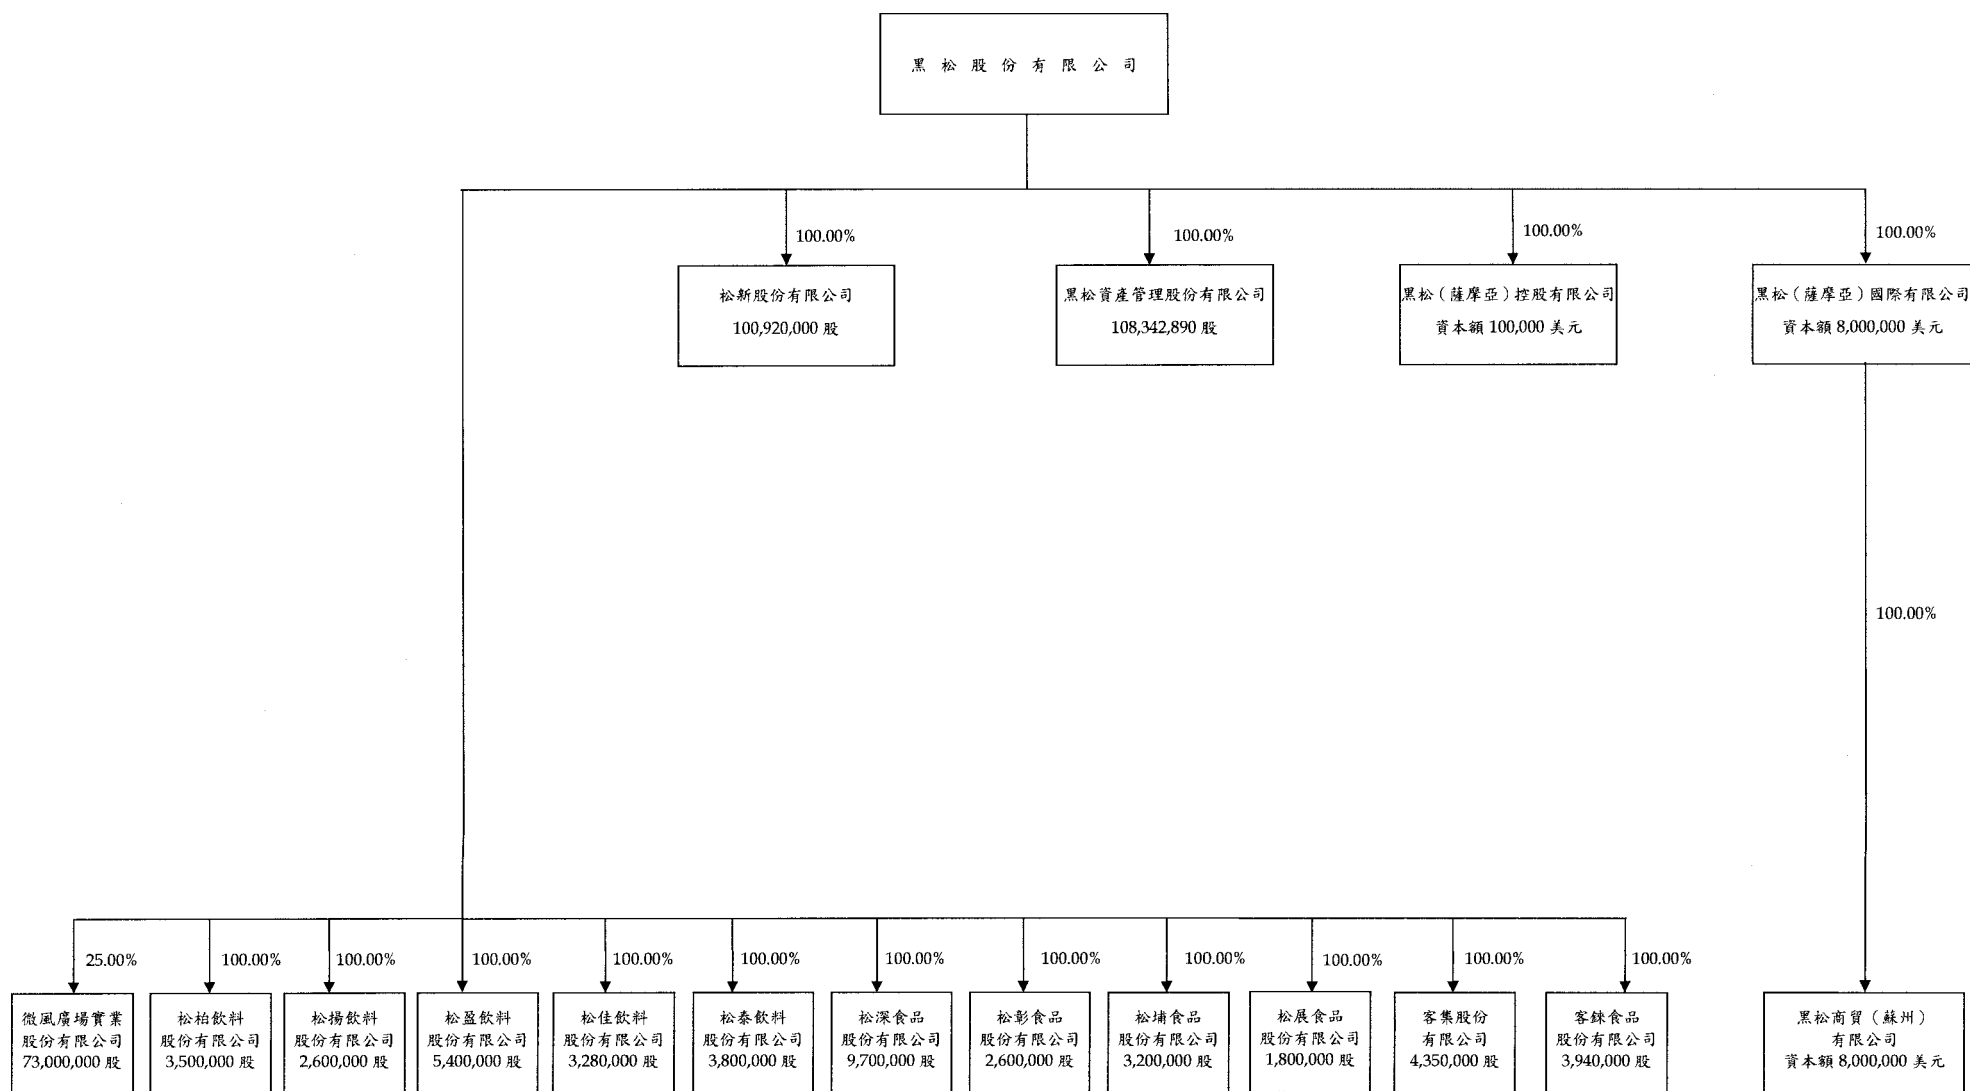 黑松股份有限公司
100.00%
100.00%
100.00%
100.00%
松新股份有限公司
100,920,000 股
黑松資產管理股份有限公司
108,342,890 股
黑松（薩摩亞）控股有限公司
資本額 100,000 美元
黑松（薩摩亞）國際有限公司
資本額 8,000,000 美元
100.00%
25.00%
100.00%
100.00%
100.00%
100.00%
100.00%
100.00%
100.00%
100.00%
100.00%
100.00%
100.00%
微風廣場實業
股份有限公司
73,000,000 股
松柏飲料
股份有限公司
3,500,000 股
松揚飲料
股份有限公司
2,600,000 股
松盈飲料
股份有限公司
5,400,000 股
松佳飲料
股份有限公司
3,280,000 股
松泰飲料
股份有限公司
3,800,000 股
松深食品
股份有限公司
9,700,000 股
松彰食品
股份有限公司
2,600,000 股
松埔食品
股份有限公司
3,200,000 股
松展食品
股份有限公司
1,800,000 股
客集股份
有限公司
4,350,000 股
客錸食品
股份有限公司
3,940,000 股
黑松商貿（蘇州）
有限公司
資本額 8,000,000 美元